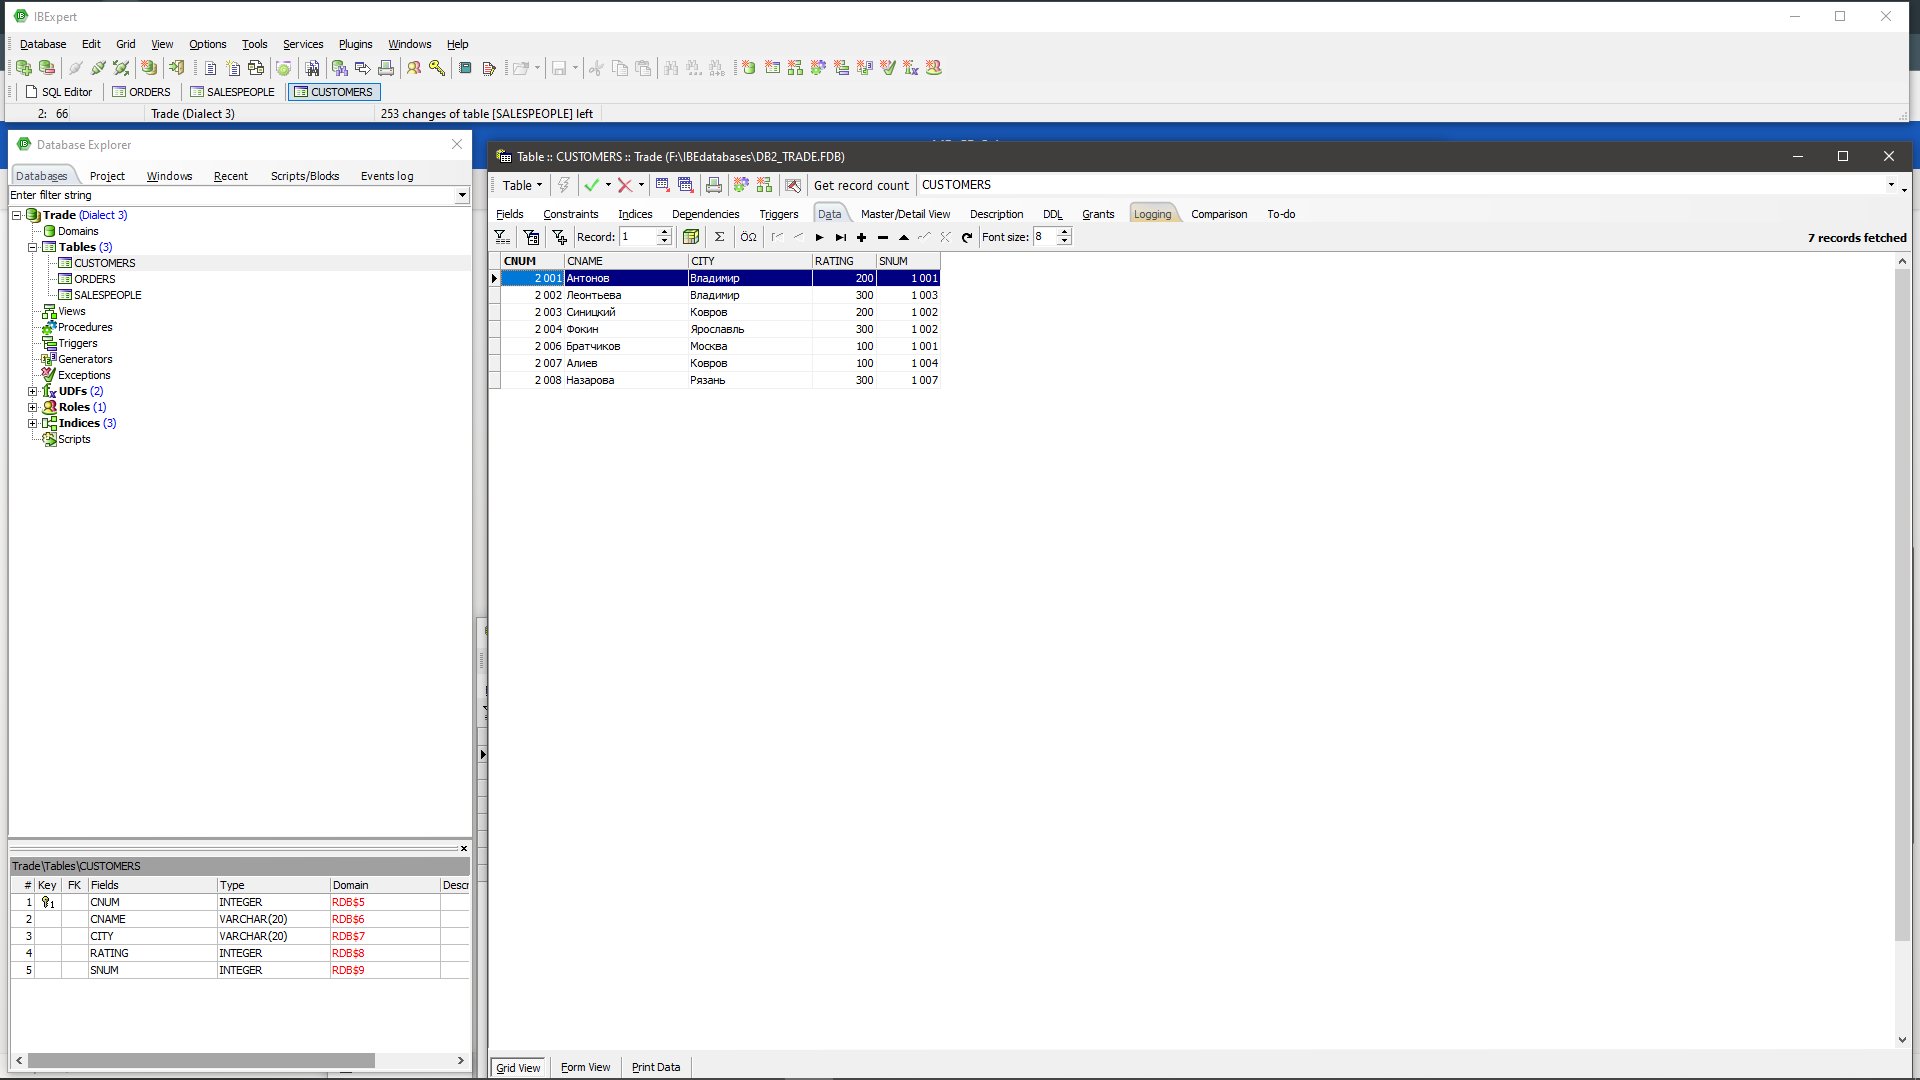 IBExpert
Database Edit Grid View Options Tools Services Plugins Windows Help
SQL Editor ORDERS SALESPEOPLE CUSTOMERS
2: 66 Trade (Dialect 3) 253 changes of table [SALESPEOPLE] left
Database Explorer
Databases Project Windows Recent Scripts/Blocks Events log
Enter filter string
Trade (Dialect 3)
Domains
Tables (3)
CUSTOMERS
ORDERS
SALESPEOPLE
Views
Procedures
Triggers
Generators
Exceptions
UDFs (2)
Roles (1)
Indices (3)
Scripts
Trade\Tables\CUSTOMERS
# Key FK Fields Type Domain Descr
1 1 CNUM INTEGER RDB$5
2 CNAME VARCHAR(20) RDB$6
3 CITY VARCHAR(20) RDB$7
4 RATING INTEGER RDB$8
5 SNUM INTEGER RDB$9
Table :: CUSTOMERS :: Trade (F:\IBEdatabases\DB2_TRADE.FDB)
Table Get record count CUSTOMERS
Fields Constraints Indices Dependencies Triggers Data Master/Detail View Description DDL Grants Logging Comparison To-do
Record: 1 Σ ÖΩ Font size: 8 7 records fetched
CNUM CNAME CITY RATING SNUM
2 001 Антонов Владимир 200 1 001
2 002 Леонтьева Владимир 300 1 003
2 003 Синицкий Ковров 200 1 002
2 004 Фокин Ярославль 300 1 002
2 006 Братчиков Москва 100 1 001
2 007 Алиев Ковров 100 1 004
2 008 Назарова Рязань 300 1 007
Grid View Form View Print Data